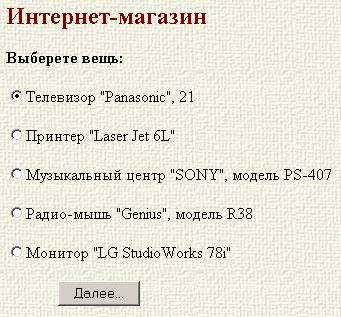 Интернет-магазин
Выберете вещь:
Телевизор "Panasonic", 21
Принтер "Laser Jet 6L"
Музыкальный центр "SONY", модель PS-407
Радио-мышь "Genius", модель R38
Монитор "LG StudioWorks 78i"
Далее...